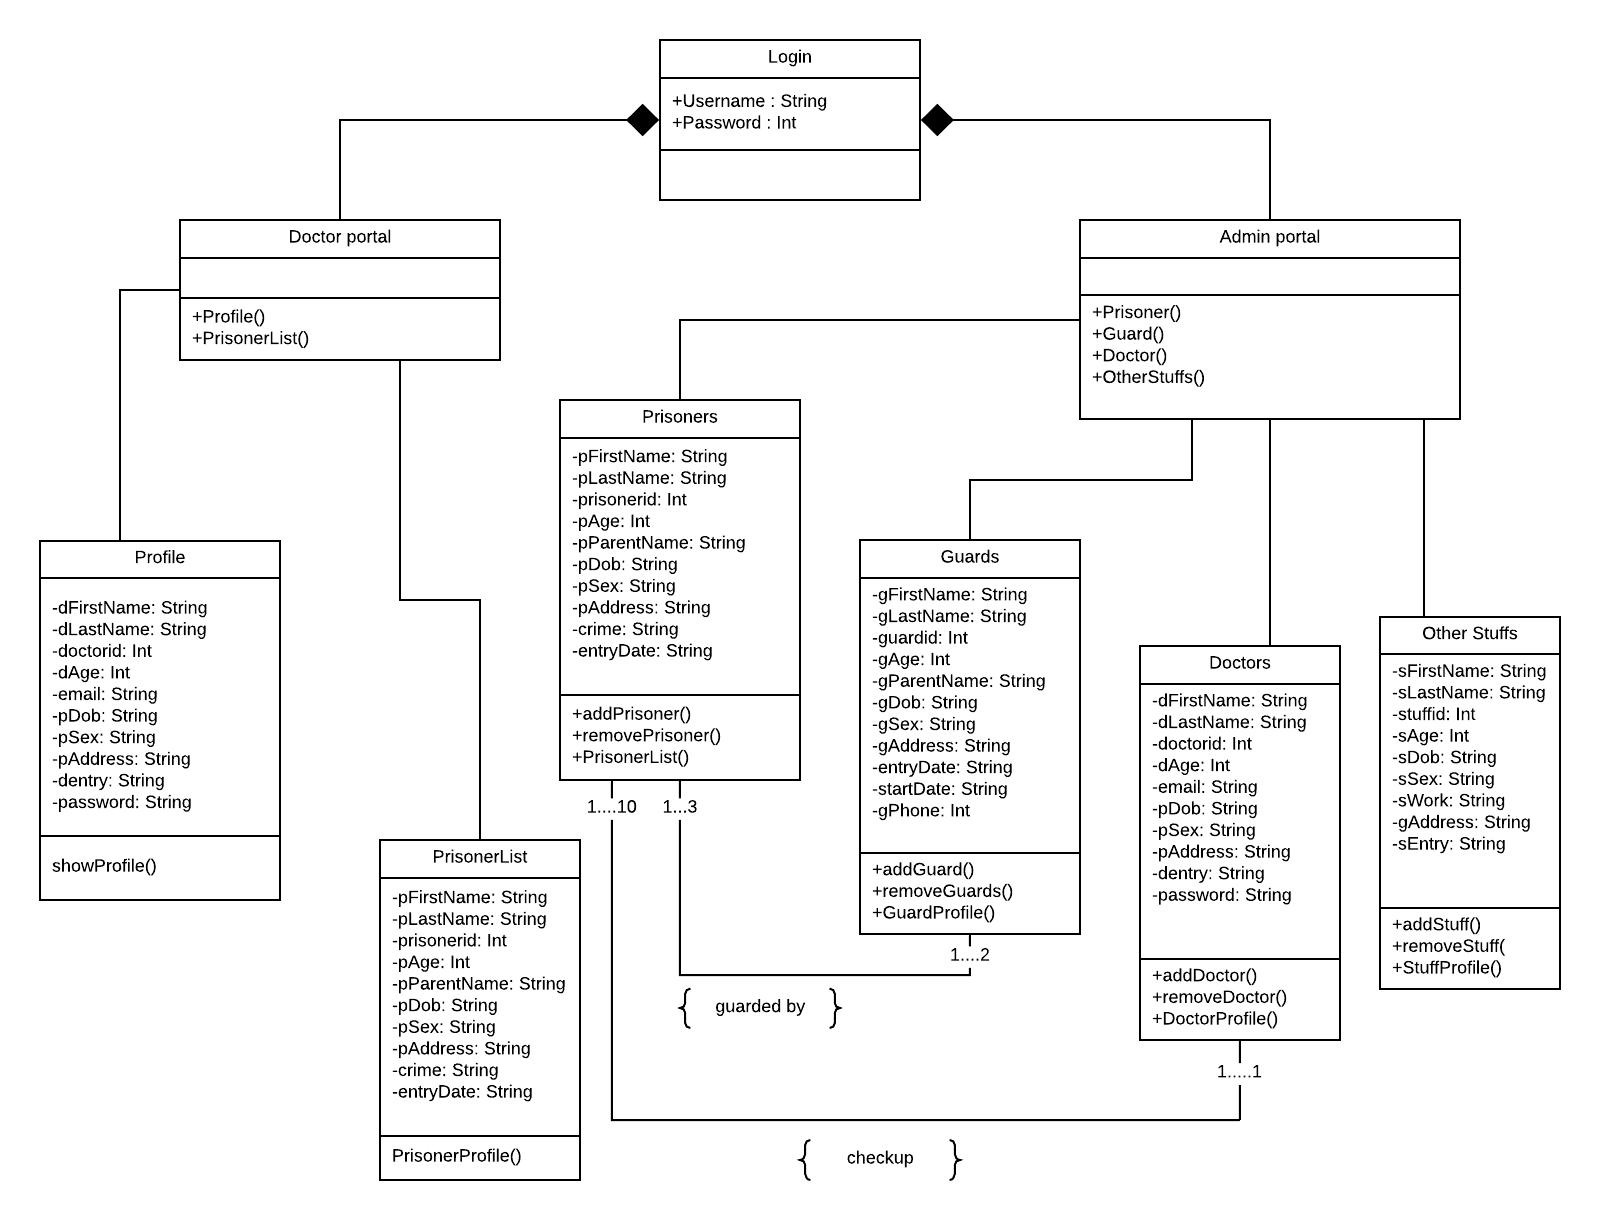 Login
+Username : String
+Password : Int
Doctor portal
+Profile()
+PrisonerList()
Admin portal
+Prisoner()
+Guard()
+Doctor()
+OtherStuffs()
Prisoners
-pFirstName: String
-pLastName: String
-prisonerid: Int
-pAge: Int
-pParentName: String
-pDob: String
-pSex: String
-pAddress: String
-crime: String
-entryDate: String
+addPrisoner()
+removePrisoner()
+PrisonerList()
1....10
1...3
Profile
-dFirstName: String
-dLastName: String
-doctorid: Int
-dAge: Int
-email: String
-pDob: String
-pSex: String
-pAddress: String
-dentry: String
-password: String
showProfile()
Guards
-gFirstName: String
-gLastName: String
-guardid: Int
-gAge: Int
-gParentName: String
-gDob: String
-gSex: String
-gAddress: String
-entryDate: String
-startDate: String
-gPhone: Int
+addGuard()
+removeGuards()
+GuardProfile()
1....2
Doctors
-dFirstName: String
-dLastName: String
-doctorid: Int
-dAge: Int
-email: String
-pDob: String
-pSex: String
-pAddress: String
-dentry: String
-password: String
+addDoctor()
+removeDoctor()
+DoctorProfile()
1.....1
Other Stuffs
-sFirstName: String
-sLastName: String
-stuffid: Int
-sAge: Int
-sDob: String
-sSex: String
-sWork: String
-gAddress: String
-sEntry: String
+addStuff()
+removeStuff(
+StuffProfile()
PrisonerList
-pFirstName: String
-pLastName: String
-prisonerid: Int
-pAge: Int
-pParentName: String
-pDob: String
-pSex: String
-pAddress: String
-crime: String
-entryDate: String
PrisonerProfile()
{ guarded by }
{ checkup }